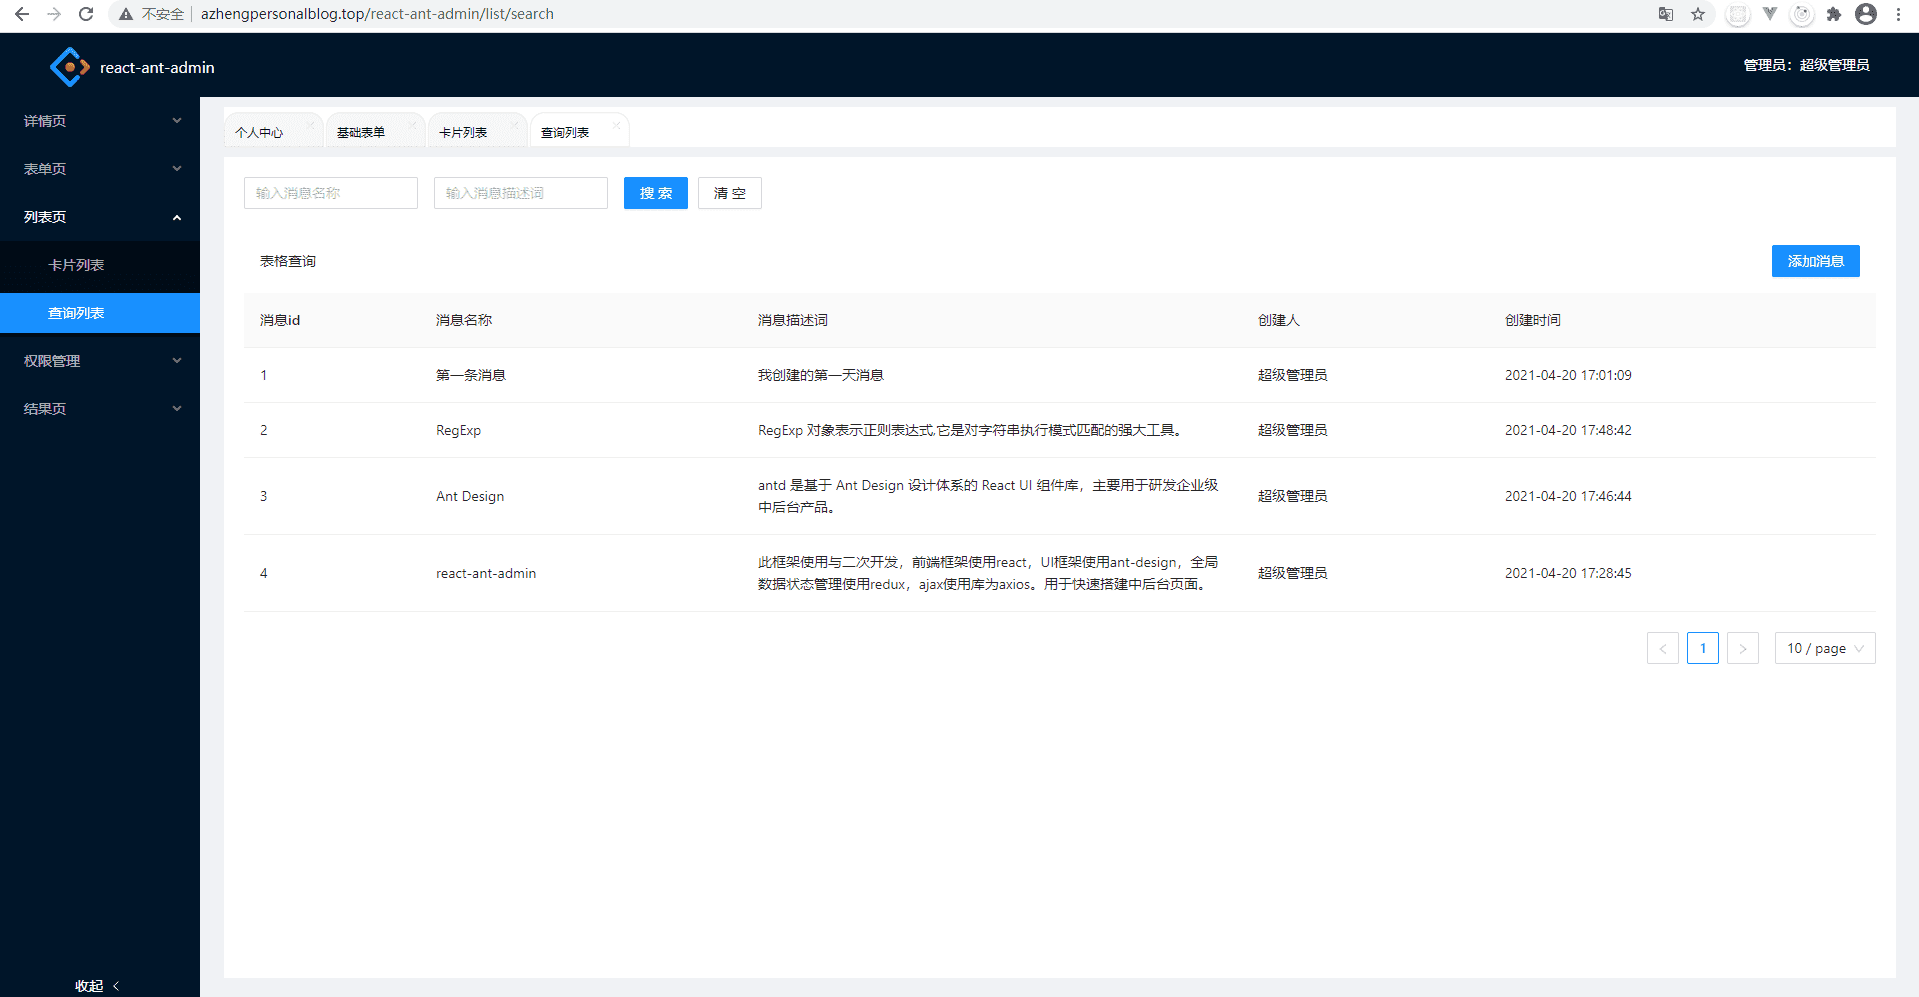 不安全 azhengpersonalblog.top/react-ant-admin/list/search
react-ant-admin
管理员：超级管理员
详情页
表单页
列表页
卡片列表
查询列表
权限管理
结果页
收起
个人中心 基础表单 卡片列表 查询列表
输入消息名称 输入消息描述词 搜 索 清 空
表格查询 添加消息
消息id 消息名称 消息描述词 创建人 创建时间
1 第一条消息 我创建的第一天消息 超级管理员 2021-04-20 17:01:09
2 RegExp RegExp 对象表示正则表达式,它是对字符串执行模式匹配的强大工具。 超级管理员 2021-04-20 17:48:42
3 Ant Design antd 是基于 Ant Design 设计体系的 React UI 组件库，主要用于研发企业级
中后台产品。 超级管理员 2021-04-20 17:46:44
4 react-ant-admin 此框架使用与二次开发，前端框架使用react，UI框架使用ant-design，全局
数据状态管理使用redux，ajax使用库为axios。用于快速搭建中后台页面。 超级管理员 2021-04-20 17:28:45
< 1 > 10 / page